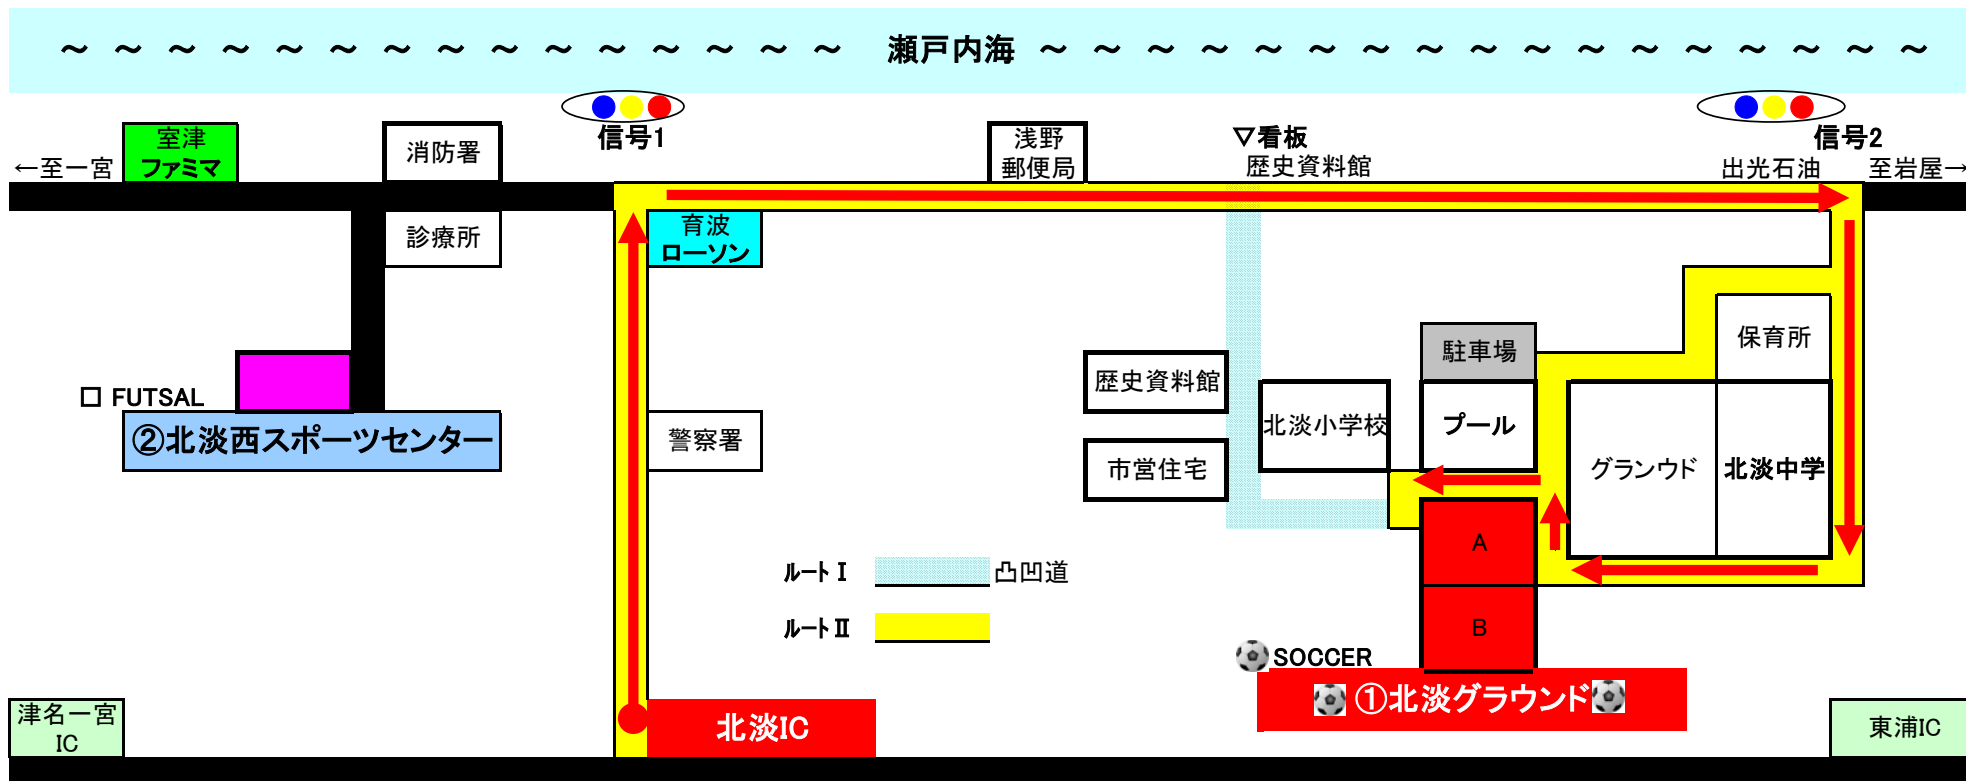 ～ ～ ～ ～ ～ ～ ～ ～ ～ ～ ～ ～ ～ ～ ～ 瀬戸内海 ～ ～ ～ ～ ～ ～ ～ ～ ～ ～ ～ ～ ～ ～ ～ ～ ～
信号1
信号2
←至一宮
室津
ファミマ
消防署
浅野
郵便局
▽看板
歴史資料館
出光石油
至岩屋→
診療所
育波
ローソン
保育所
駐車場
歴史資料館
北淡小学校
プール
□ FUTSAL
②北淡西スポーツセンター
警察署
市営住宅
グランウド
北淡中学
A
ルートⅠ
凸凹道
ルートⅡ
B
SOCCER
①北淡グラウンド
津名一宮
IC
北淡IC
東浦IC